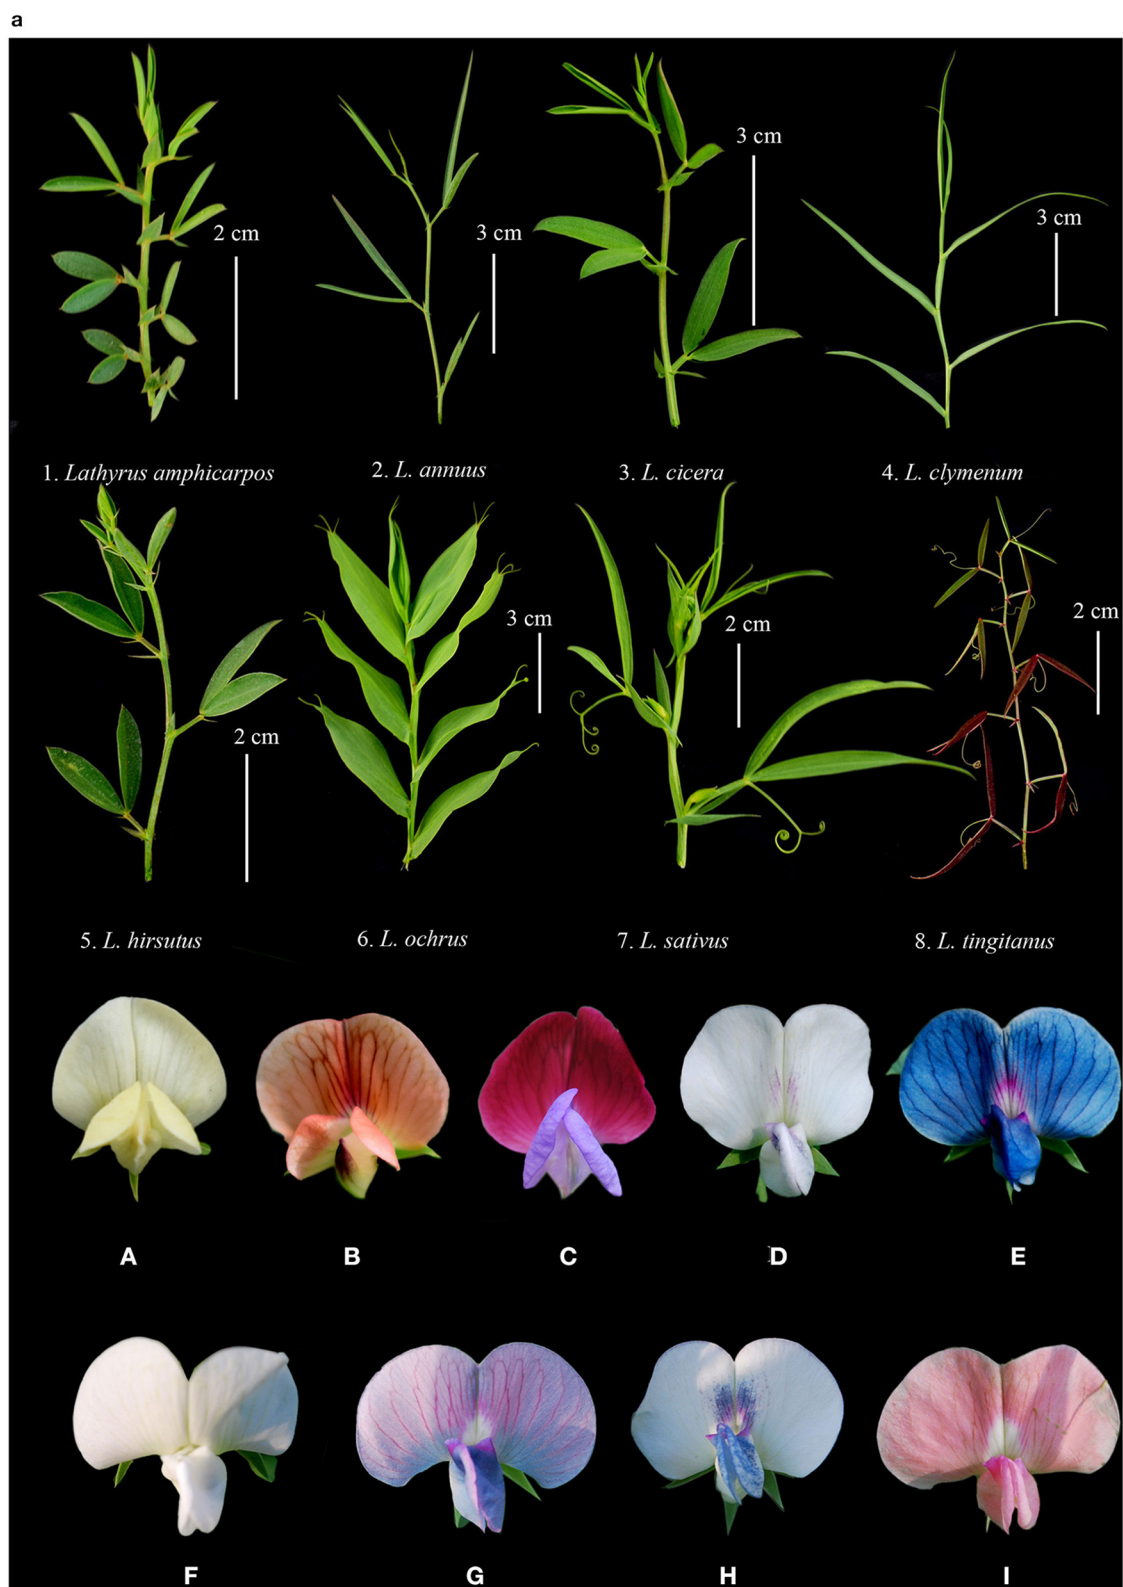 a
2 cm
3 cm
3 cm
3 cm
1. Lathyrus amphicarpos
2. L. annuus
3. L. cicera
4. L. clymenum
2 cm
3 cm
2 cm
2 cm
5. L. hirsutus
6. L. ochrus
7. L. sativus
8. L. tingitanus
A
B
C
D
E
F
G
H
I